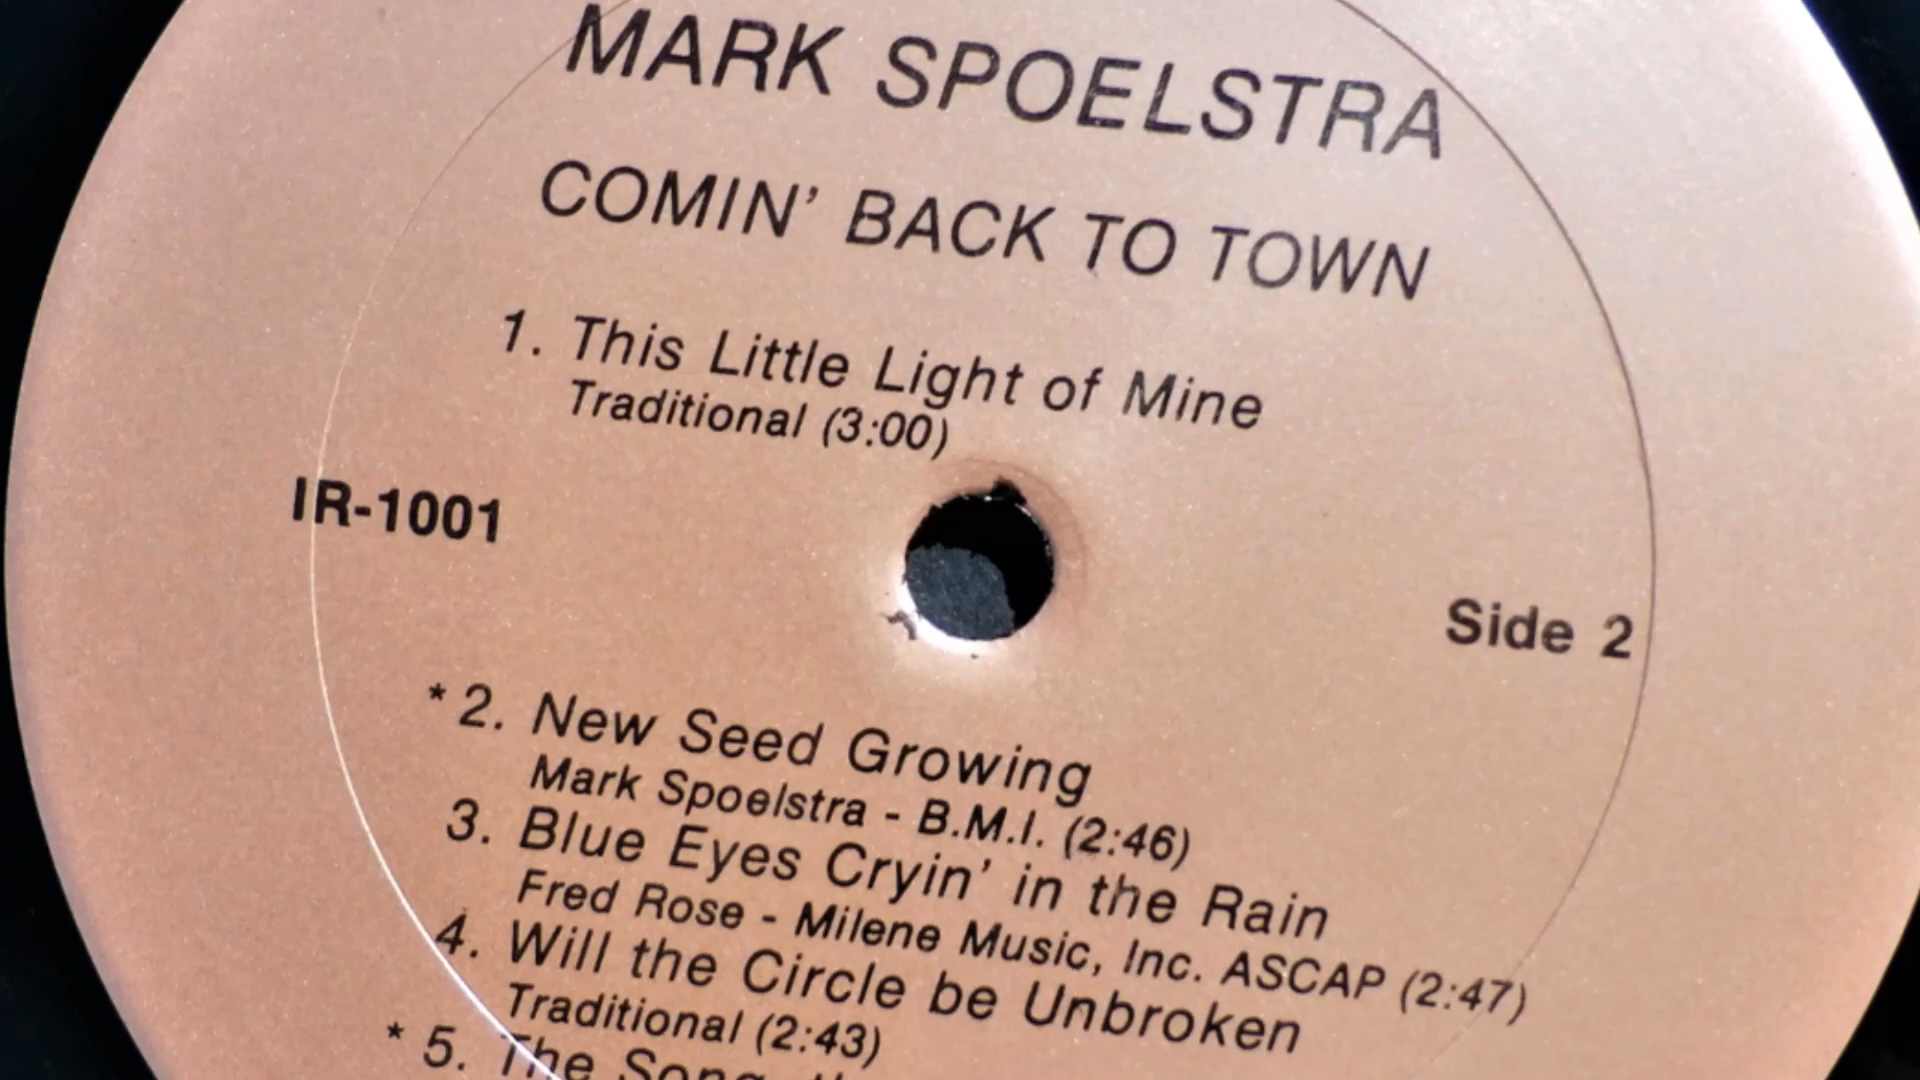 MARK SPOELSTRA
COMIN' BACK TO TOWN
1. This Little Light of Mine
Traditional (3:00)
IR-1001
Side 2
* 2. New Seed Growing
Mark Spoelstra - B.M.I. (2:46)
3. Blue Eyes Cryin' in the Rain
Fred Rose - Milene Music, Inc. ASCAP (2:47)
4. Will the Circle be Unbroken
Traditional (2:43)
* 5. The Song